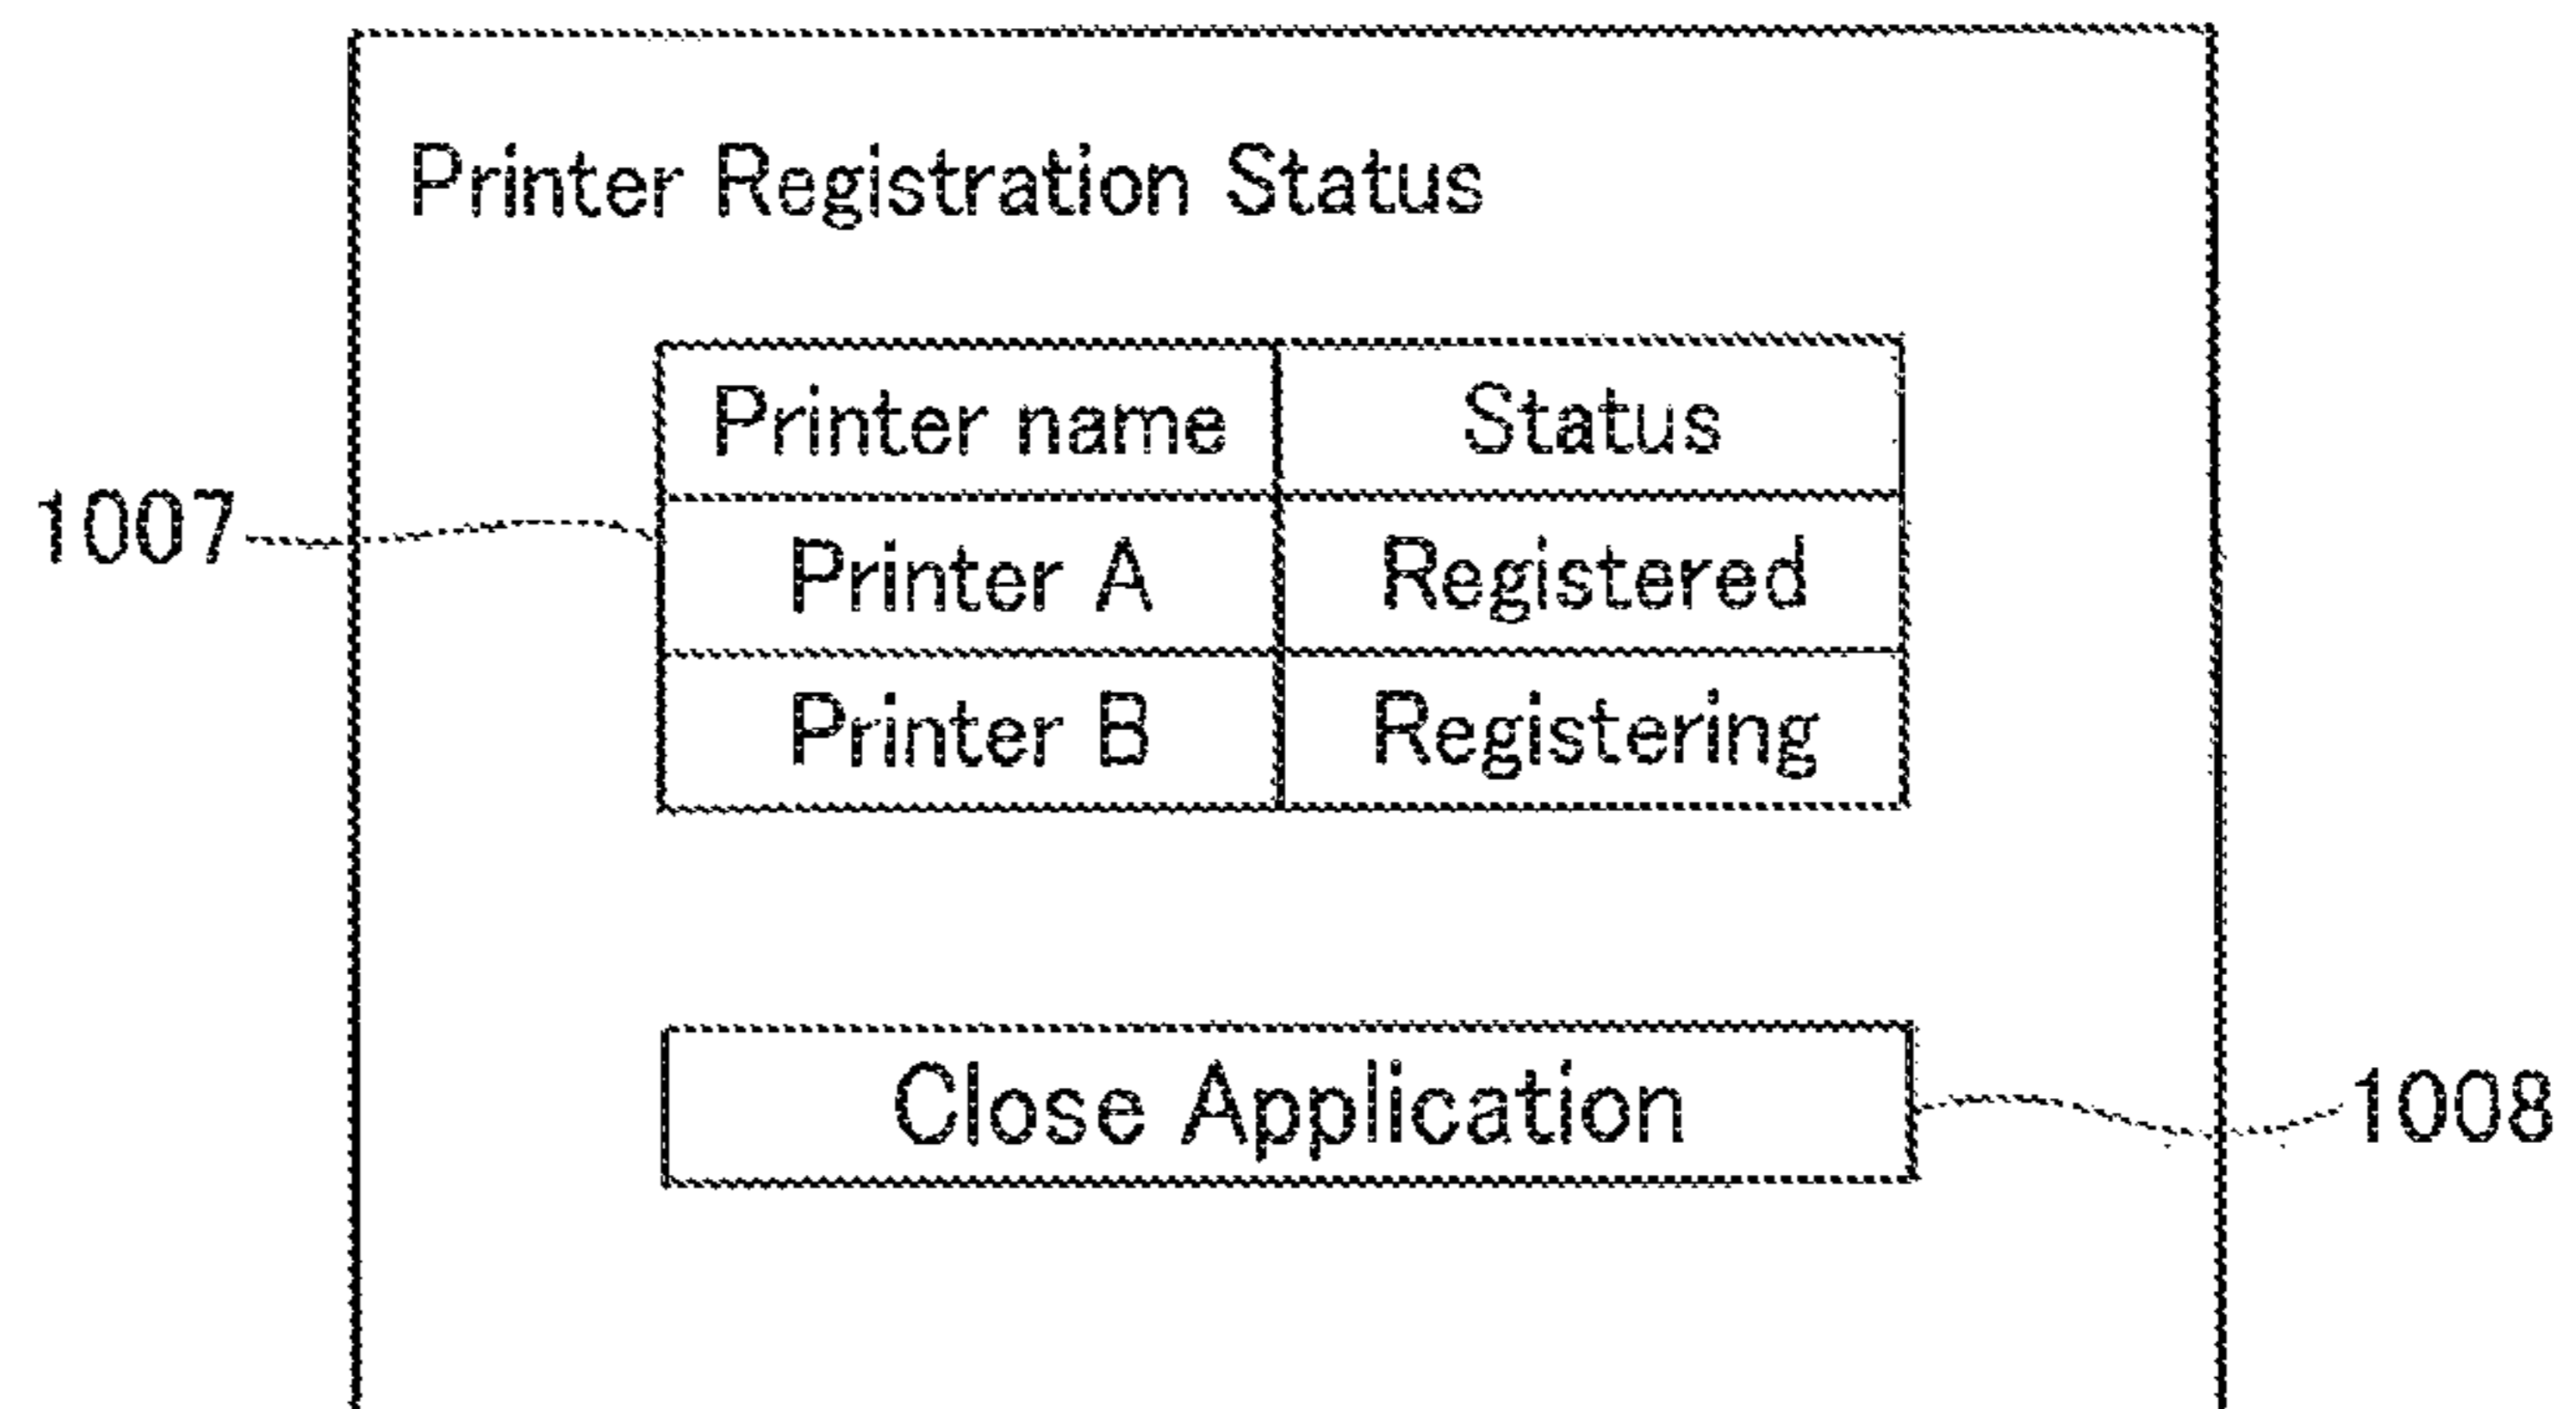 Printer Registration Status
Printer name Status
1007 Printer A Registered
Printer B Registering
Close Application 1008